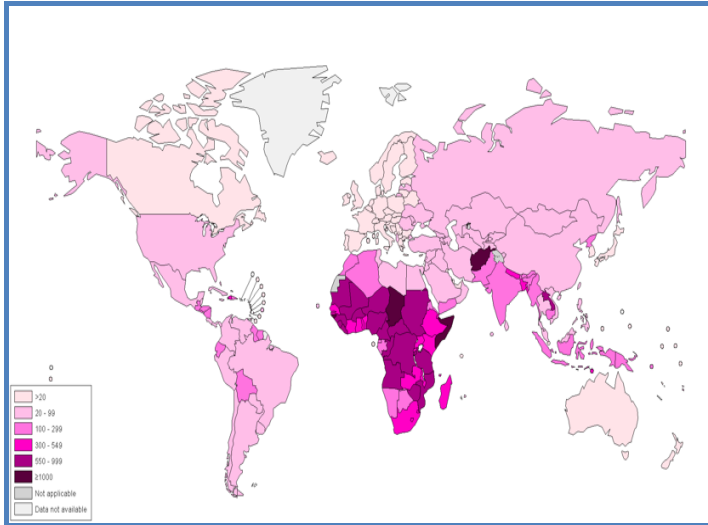 >20
20 - 99
100 - 299
300 - 549
550 - 999
≥1000
Not applicable
Data not available